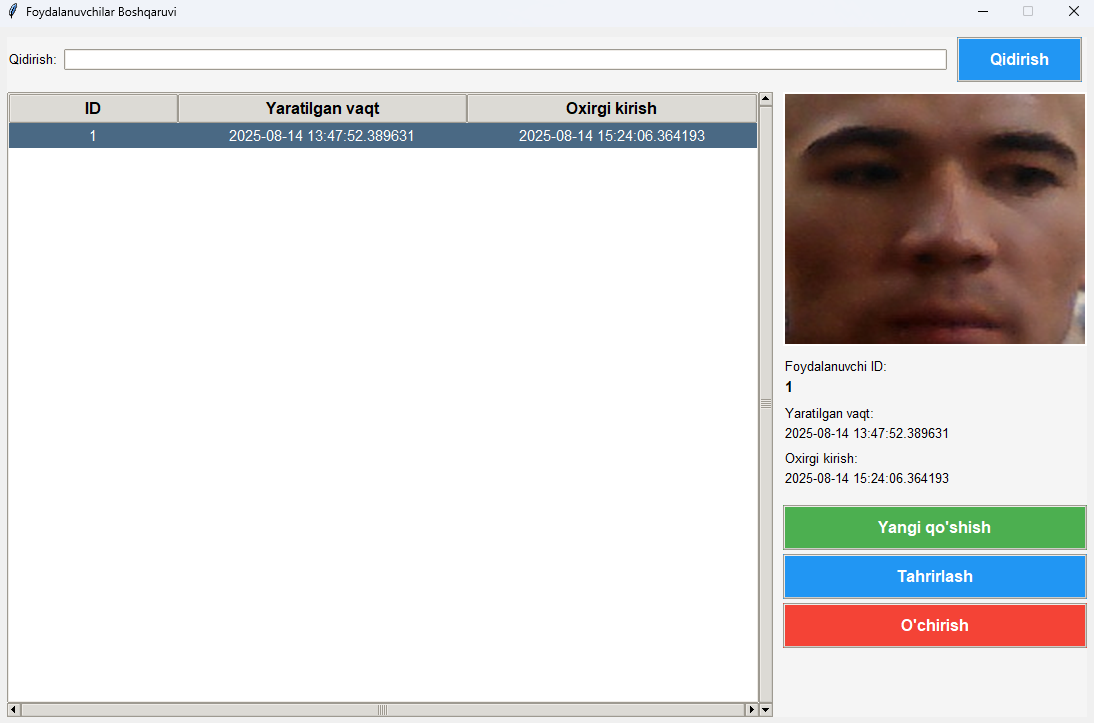 Foydalanuvchilar Boshqaruvi
Qidirish:
Qidirish
ID Yaratilgan vaqt Oxirgi kirish
1 2025-08-14 13:47:52.389631 2025-08-14 15:24:06.364193
Foydalanuvchi ID:
1
Yaratilgan vaqt:
2025-08-14 13:47:52.389631
Oxirgi kirish:
2025-08-14 15:24:06.364193
Yangi qo'shish
Tahrirlash
O'chirish